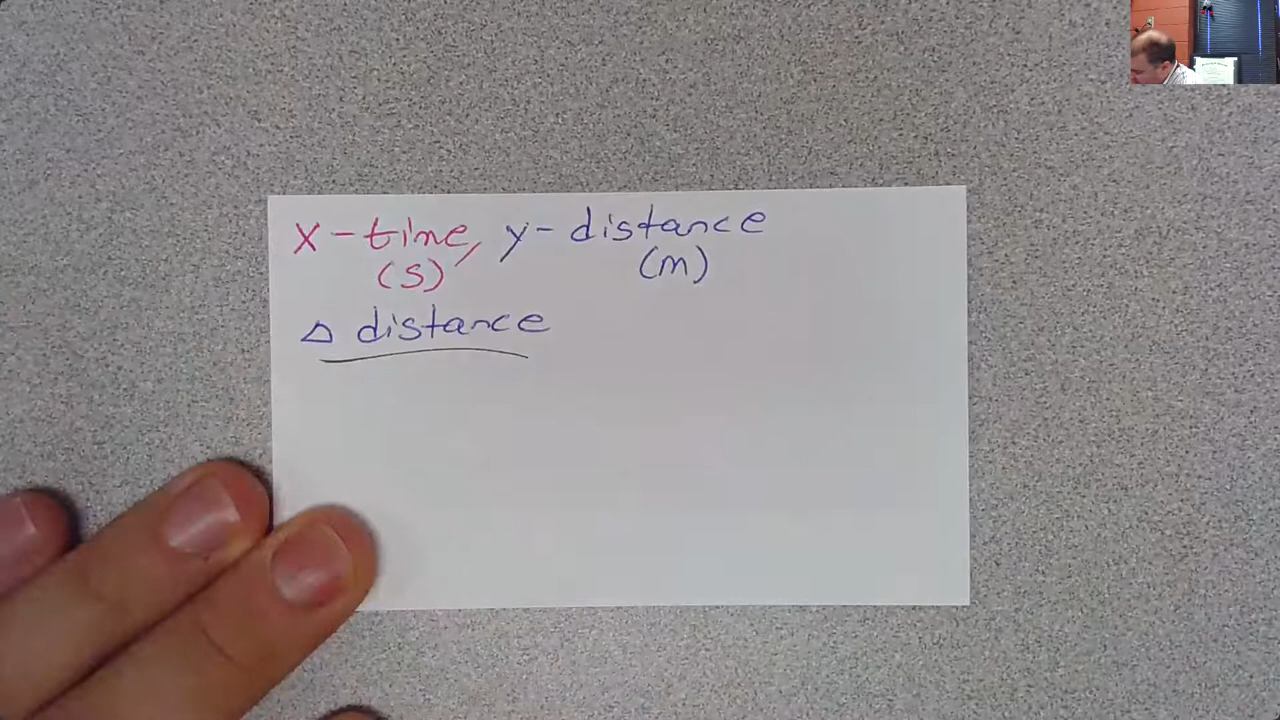 x - time, y - distance
(s) (m)
Δ distance